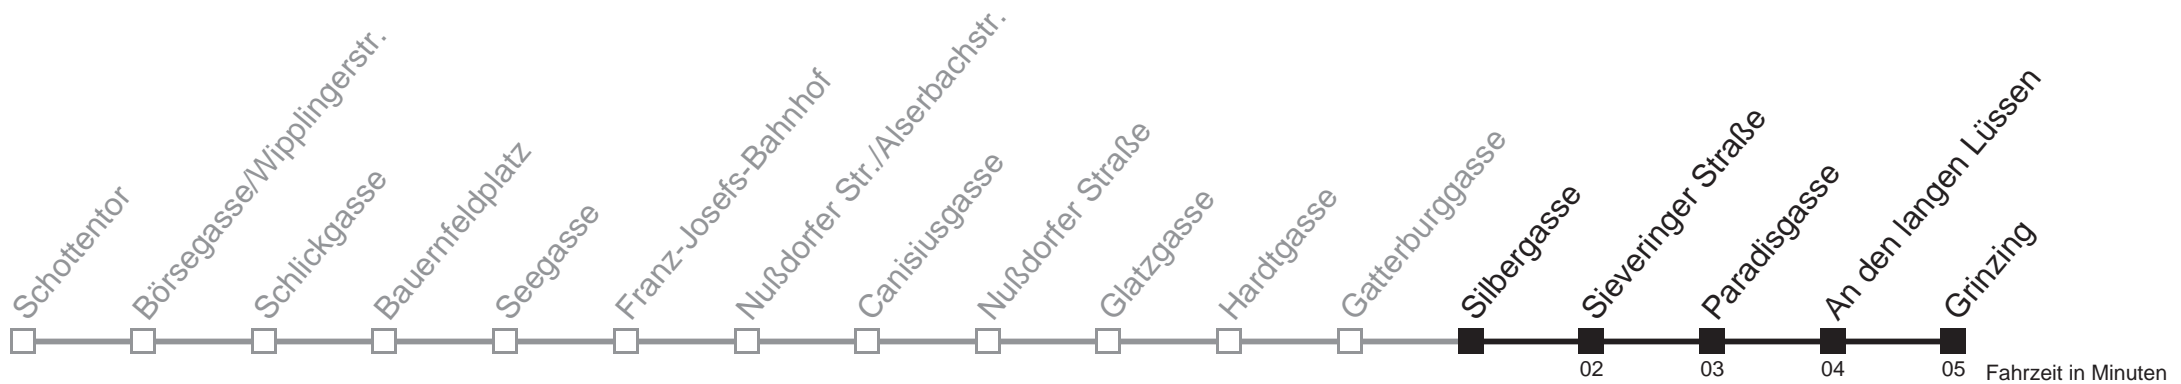 Schottentor
Börsegasse/Wipplingerstr.
Schlickgasse
Bauernfeldplatz
Seegasse
Franz-Josefs-Bahnhof
Nußdorfer Str./Alserbachstr.
Canisiusgasse
Nußdorfer Straße
Glatzgasse
Hardtgasse
Gatterburggasse
Silbergasse
Sieveringer Straße
Paradisgasse
An den langen Lüssen
Grinzing
02
03
04
05
Fahrzeit in Minuten